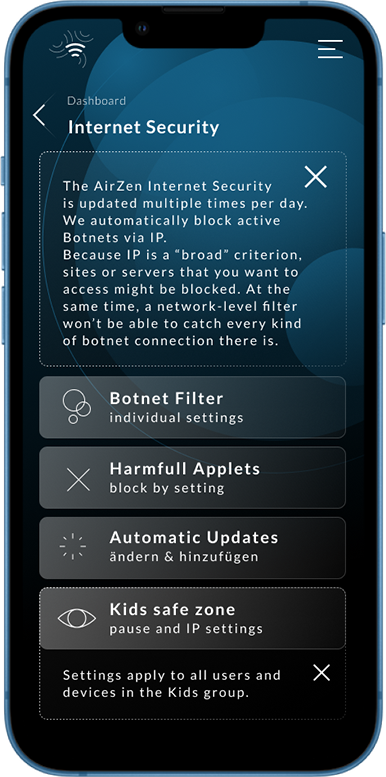 Dashboard
Internet Security
The AirZen Internet Security
is updated multiple times per day.
We automatically block active
Botnets via IP.
Because IP is a “broad” criterion,
sites or servers that you want to
access might be blocked. At the
same time, a network-level filter
won’t be able to catch every kind
of botnet connection there is.
Botnet Filter
individual settings
Harmfull Applets
block by setting
Automatic Updates
ändern & hinzufügen
Kids safe zone
pause and IP settings
Settings apply to all users and
devices in the Kids group.